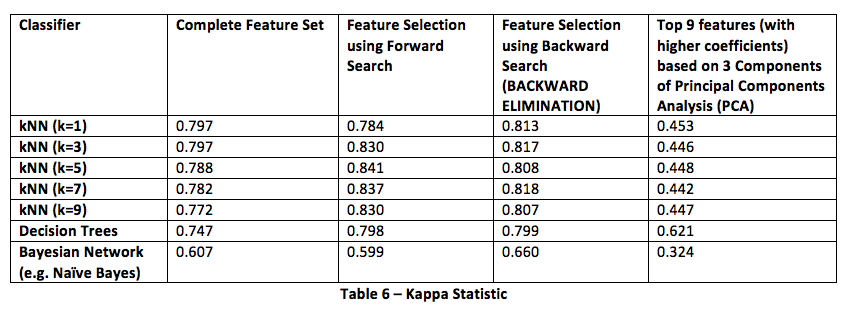 Classifier Complete Feature Set Feature Selection using Forward Search Feature Selection using Backward Search (BACKWARD ELIMINATION) Top 9 features (with higher coefficients) based on 3 Components of Principal Components Analysis (PCA)
kNN (k=1) 0.797 0.784 0.813 0.453
kNN (k=3) 0.797 0.830 0.817 0.446
kNN (k=5) 0.788 0.841 0.808 0.448
kNN (k=7) 0.782 0.837 0.818 0.442
kNN (k=9) 0.772 0.830 0.807 0.447
Decision Trees 0.747 0.798 0.799 0.621
Bayesian Network (e.g. Naïve Bayes) 0.607 0.599 0.660 0.324
Table 6 – Kappa Statistic